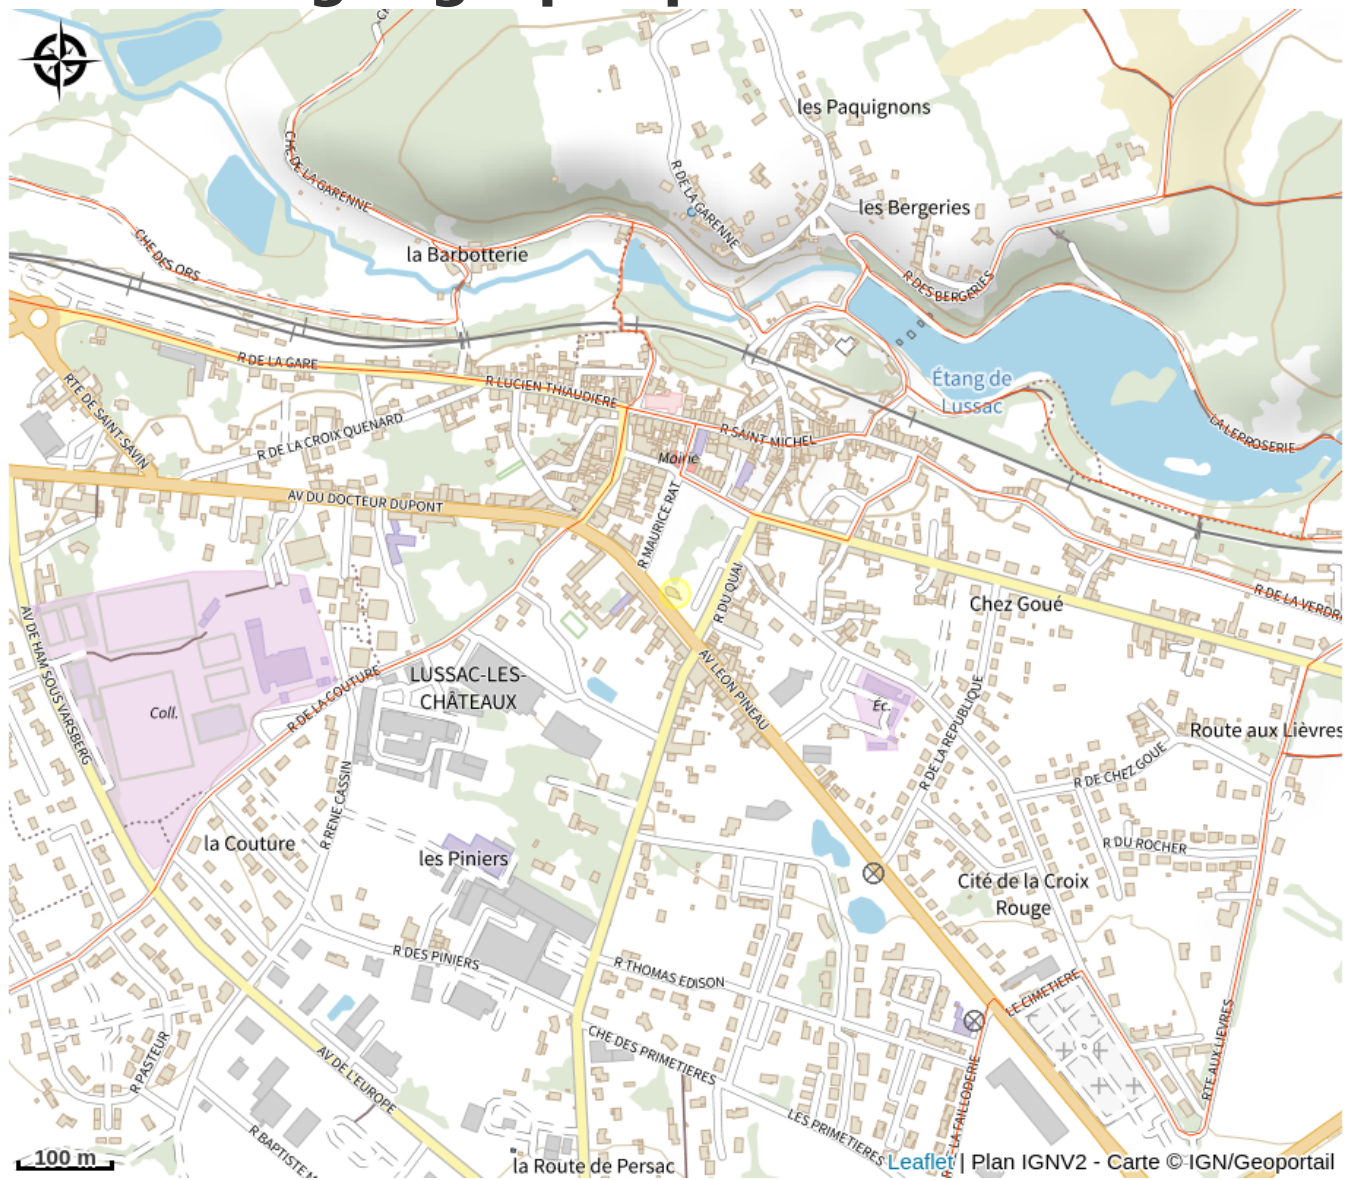 les Paquignons
CHE DE LA GARENNE
R DE LA GARENNE
les Bergeries
CHE DES ORS
la Barbotterie
R DES BERGERIES
R DE LA GARE
R LUCIEN THIAUDIERE
Étang de
Lussac
RTE DE SAINT-SAVIN
R DE LA CROIX QUENARD
R SAINT-MICHEL
LA LEPROSERIE
Mairie
AV DU DOCTEUR DUPONT
R MAURICE RAT
R DU QUAI
Chez Goué
R DE LA VERDR
AV DE HAM SOUS VARSBERG
LUSSAC-LES-
CHÂTEAUX
R DE LA COUTURE
AV LEON PINEAU
Coll.
Éc.
R DE LA REPUBLIQUE
Route aux Lièvres
R DE CHEZ GOUE
R RENE CASSIN
la Couture
les Piniers
R DU ROCHER
Cité de la Croix
Rouge
R DES PINIERS
R THOMAS EDISON
LE CIMETIERE
R PASTEUR
AV DE L'EUROPE
CHE DES PRIMETIERES
RTE AUX LIEVRES
LA FAILLODERIE
R BAPTISTE M
LES PRIMETIERES
100 m
la Route de Persac
Leaflet | Plan IGNV2 - Carte © IGN/Geoportail